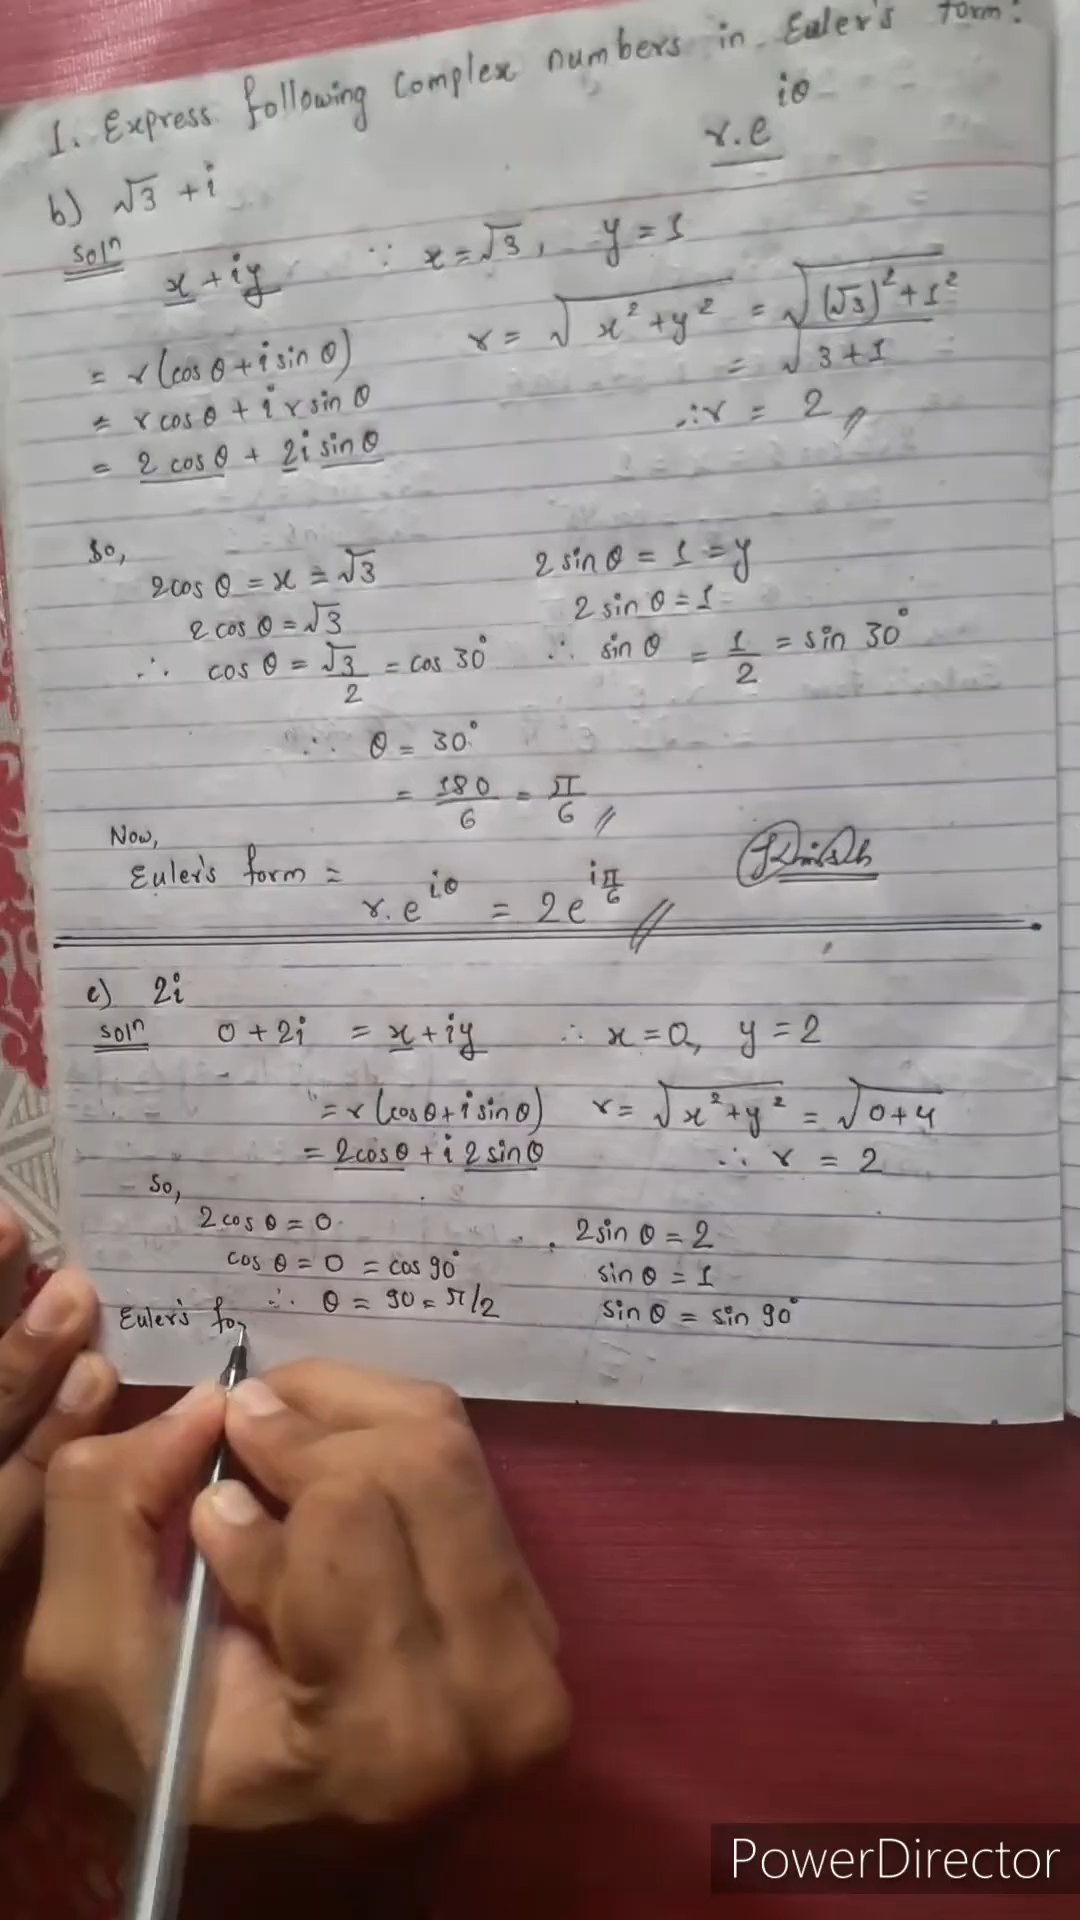 1. Express following complex numbers in Euler's form:
r.e^{iθ}
b) √3 + i
Soln
x + iy ∵ x = √3, y = 1
= r(cos θ + i sin θ) r = √(x² + y²) = √((√3)² + 1²)
= r cos θ + i r sin θ = √(3+1)
= 2 cos θ + 2i sin θ ∴ r = 2
So,
2cos θ = x = √3 2 sin θ = 1 = y
2 cos θ = √3 2 sin θ = 1
∴ cos θ = √3/2 = cos 30° ∴ sin θ = 1/2 = sin 30°
∴ θ = 30°
= 180/6 = π/6
Now,
Euler's form =
r.e^{iθ} = 2e^{iπ/6}
c) 2i
Soln 0 + 2i = x + iy ∴ x = 0, y = 2
= r(cosθ + i sinθ) r = √(x² + y²) = √(0+4)
= 2cosθ + i 2 sinθ ∴ r = 2
So,
2 cos θ = 0 2 sin θ = 2
cos θ = 0 = cos 90° sin θ = 1
∴ θ = 90 = π/2 sin θ = sin 90°
Euler's for
PowerDirector